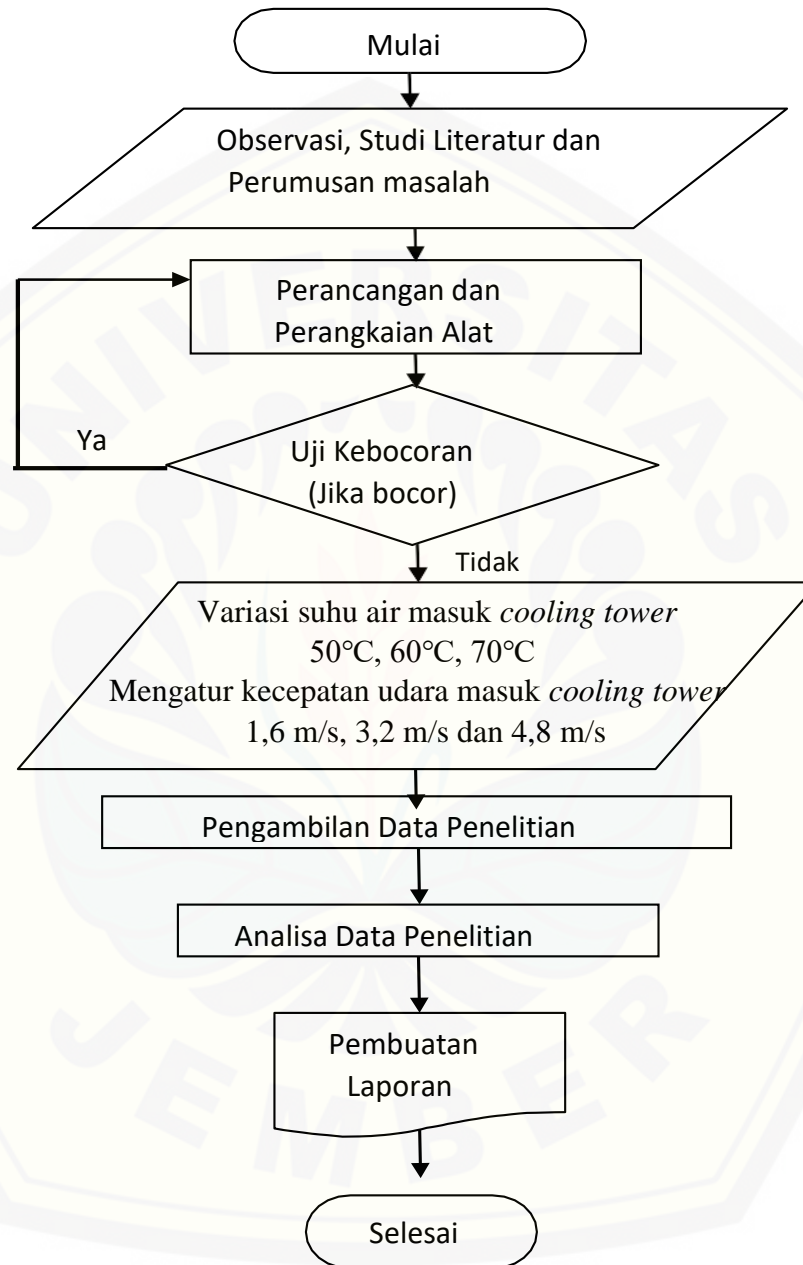 Mulai
Observasi, Studi Literatur dan
Perumusan masalah
Perancangan dan
Perangkaian Alat
Ya
Uji Kebocoran
(Jika bocor)
Tidak
Variasi suhu air masuk cooling tower
50°C, 60°C, 70°C
Mengatur kecepatan udara masuk cooling tower
1,6 m/s, 3,2 m/s dan 4,8 m/s
Pengambilan Data Penelitian
Analisa Data Penelitian
Pembuatan
Laporan
Selesai
UNIVERSITAS
JEMBER